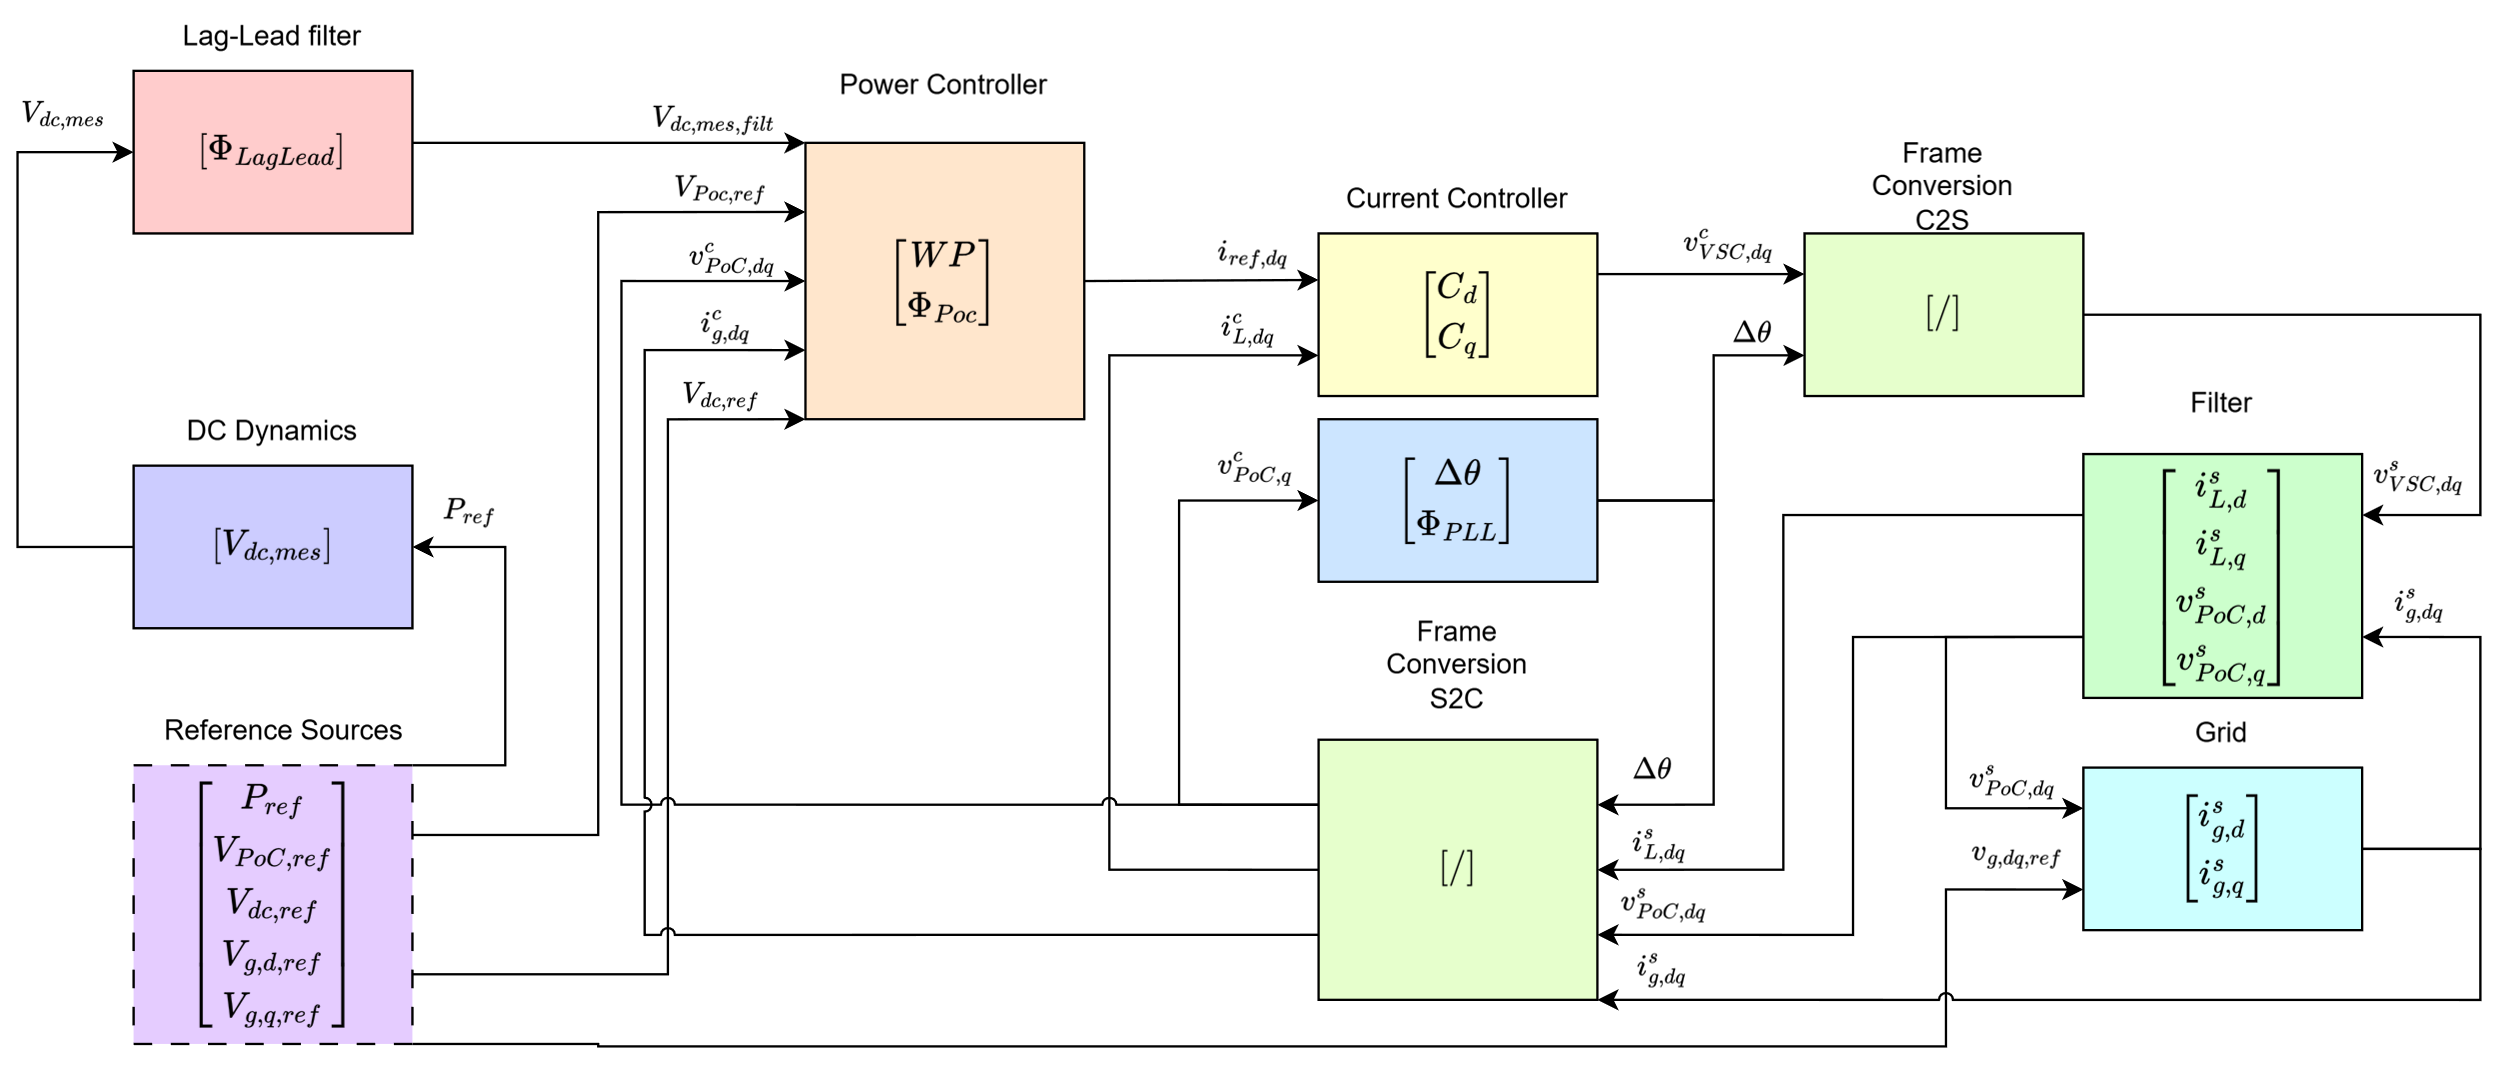 Lag-Lead filter
V_{dc,mes}
[Φ_{LagLead}]
Power Controller
V_{dc,mes,filt}
V_{Poc,ref}
v^c_{PoC,dq}
i^c_{g,dq}
V_{dc,ref}
[WP
Φ_{Poc}]
Current Controller
i_{ref,dq}
i^c_{L,dq}
[C_d
C_q]
Frame
Conversion
C2S
v^c_{VSC,dq}
Δθ
[/]
DC Dynamics
[V_{dc,mes}]
P_{ref}
v^c_{PoC,q}
[Δθ
Φ_{PLL}]
Filter
[i^s_{L,d}
i^s_{L,q}
v^s_{PoC,d}
v^s_{PoC,q}]
v^s_{VSC,dq}
i^s_{g,dq}
Reference Sources
[P_{ref}
V_{PoC,ref}
V_{dc,ref}
V_{g,d,ref}
V_{g,q,ref}]
Frame
Conversion
S2C
[/]
Δθ
i^s_{L,dq}
v^s_{PoC,dq}
i^s_{g,dq}
Grid
v^s_{PoC,dq}
v_{g,dq,ref}
[i^s_{g,d}
i^s_{g,q}]